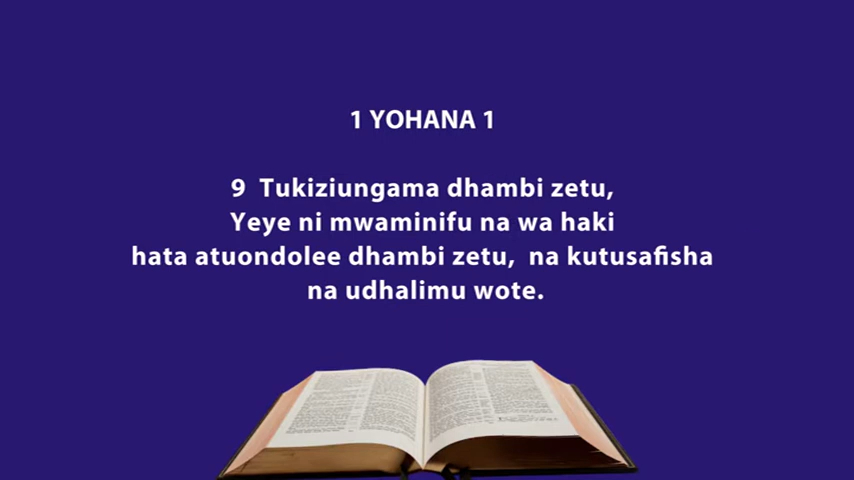 1 YOHANA 1
9 Tukiziungama dhambi zetu,
Yeye ni mwaminifu na wa haki
hata atuondolee dhambi zetu, na kutusafisha
na udhalimu wote.